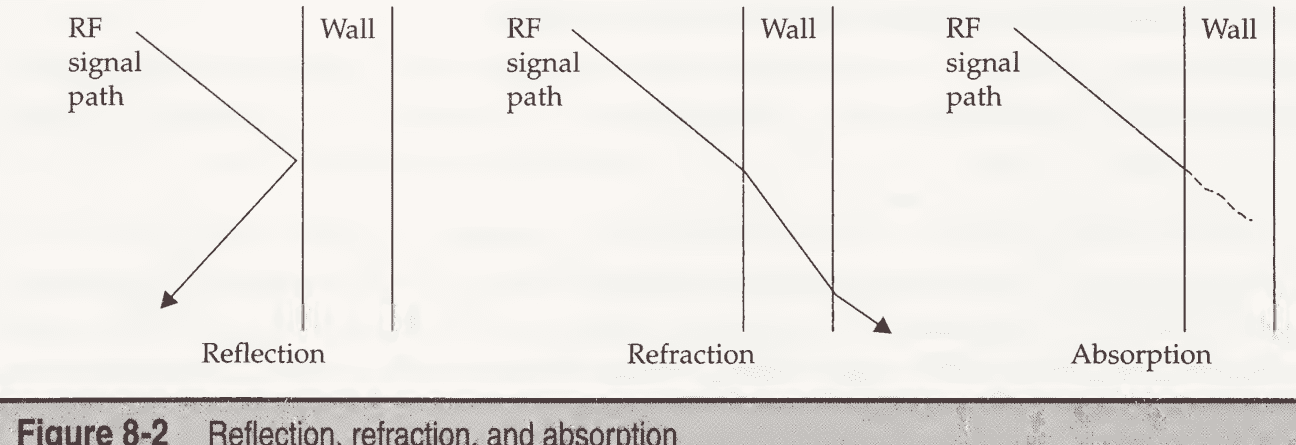 RF
signal
path
Wall
Reflection
RF
signal
path
Wall
Refraction
RF
signal
path
Wall
Absorption
Figure 8-2 Reflection, refraction, and absorption